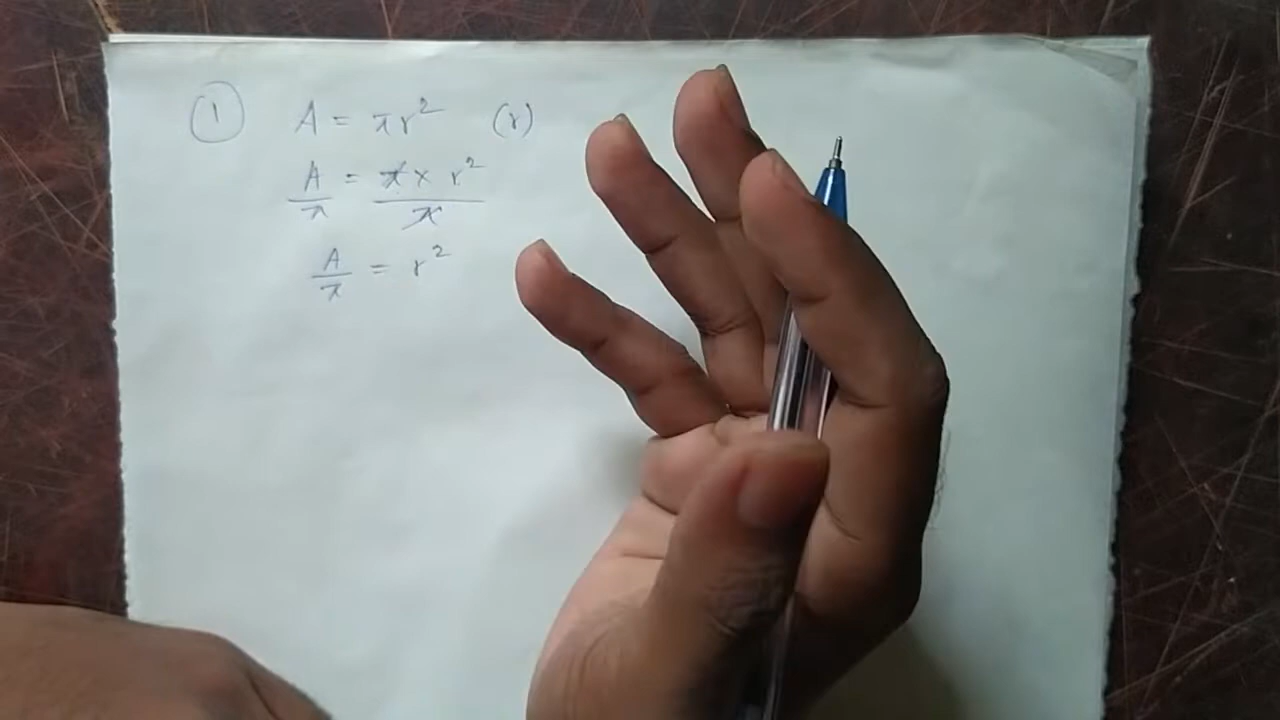 ① A = πr² (r)
A/π = π × r²/π
A/π = r²